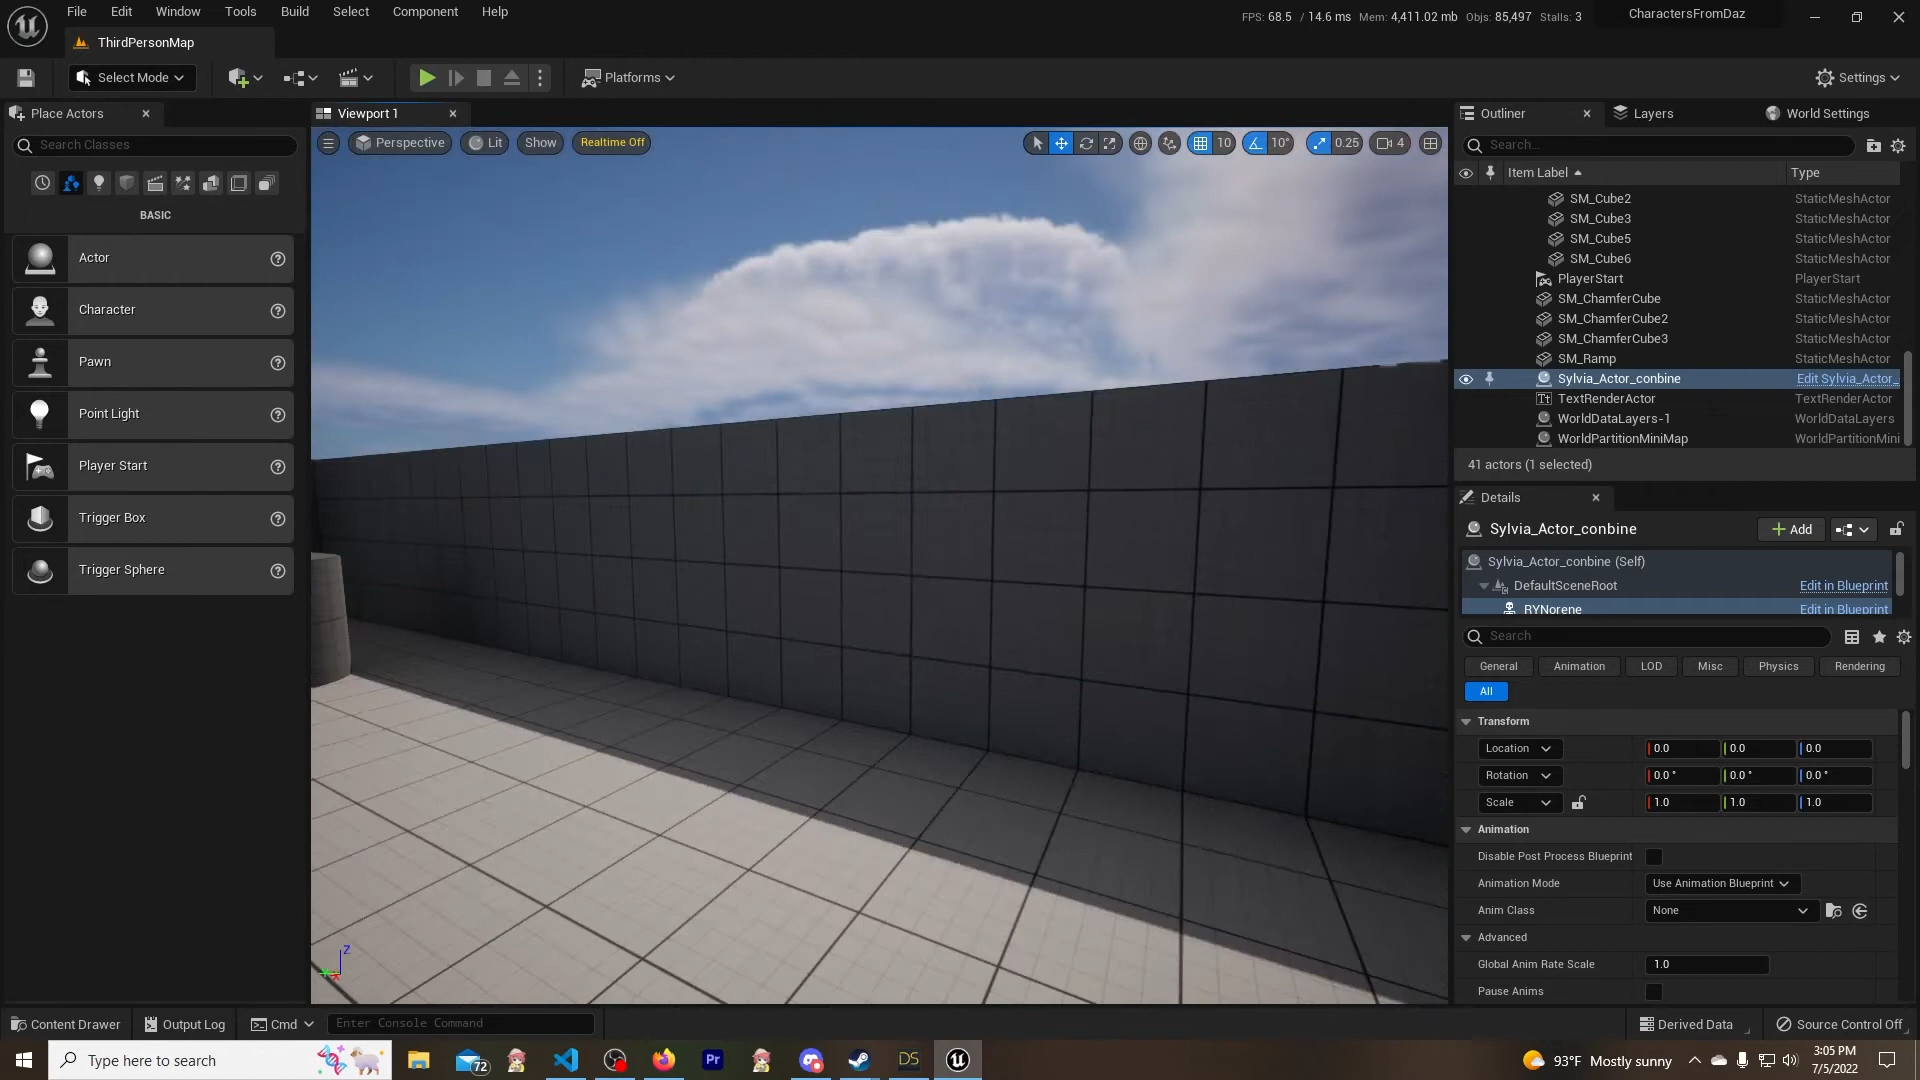 File Edit Window Tools Build Select Component Help
FPS: 68.5 / 14.6 ms Mem: 4,411.02 mb Objs: 85,497 Stalls: 3
CharactersFromDaz
ThirdPersonMap
Select Mode
Platforms
Settings
Place Actors
Search Classes
BASIC
Actor
Character
Pawn
Point Light
Player Start
Trigger Box
Trigger Sphere
Viewport 1
Perspective Lit Show Realtime Off
10 10° 0.25 4
Outliner Layers World Settings
Search...
Item Label Type
SM_Cube2 StaticMeshActor
SM_Cube3 StaticMeshActor
SM_Cube5 StaticMeshActor
SM_Cube6 StaticMeshActor
PlayerStart PlayerStart
SM_ChamferCube StaticMeshActor
SM_ChamferCube2 StaticMeshActor
SM_ChamferCube3 StaticMeshActor
SM_Ramp StaticMeshActor
Sylvia_Actor_conbine Edit Sylvia_Actor_
TextRenderActor TextRenderActor
WorldDataLayers-1 WorldDataLayers
WorldPartitionMiniMap WorldPartitionMini
41 actors (1 selected)
Details
Sylvia_Actor_conbine Add
Sylvia_Actor_conbine (Self)
DefaultSceneRoot Edit in Blueprint
RYNorene Edit in Blueprint
Search
General Animation LOD Misc Physics Rendering
All
Transform
Location 0.0 0.0 0.0
Rotation 0.0° 0.0° 0.0°
Scale 1.0 1.0 1.0
Animation
Disable Post Process Blueprint
Animation Mode Use Animation Blueprint
Anim Class None
Advanced
Global Anim Rate Scale 1.0
Pause Anims
Z
Content Drawer Output Log Cmd Enter Console Command
Derived Data Source Control Off
Type here to search
72
Pr
DS
93°F Mostly sunny
3:05 PM
7/5/2022